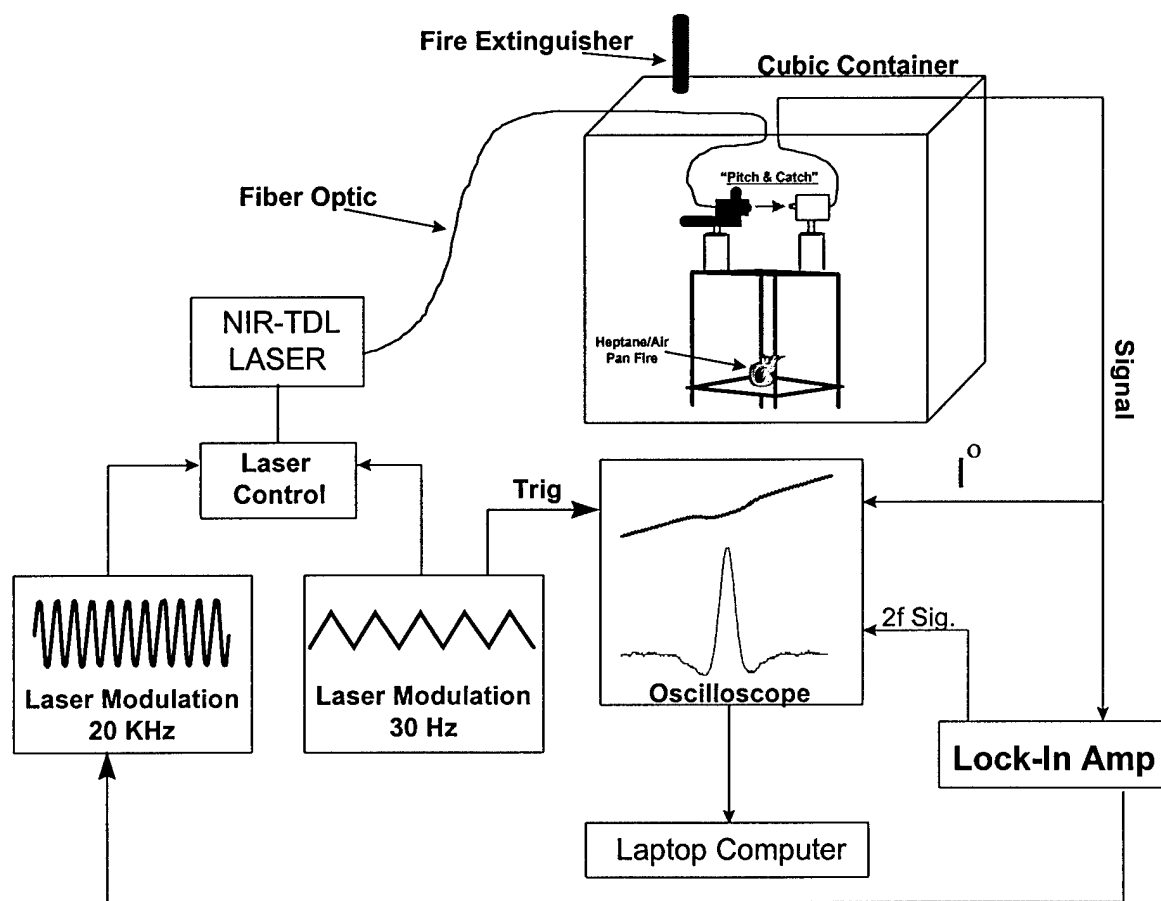 Fire Extinguisher
Cubic Container
"Pitch & Catch"
Fiber Optic
NIR-TDL
LASER
Heptane/Air
Pan Fire
Signal
Laser
Control
Trig
I°
2f Sig.
Laser Modulation
20 KHz
Laser Modulation
30 Hz
Oscilloscope
Lock-In Amp
Laptop Computer